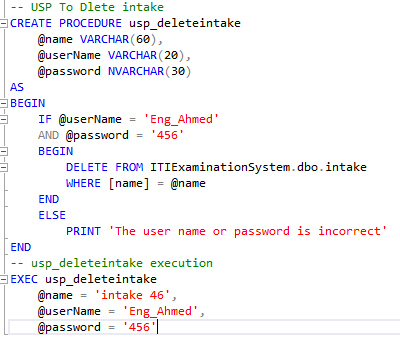 -- USP To Dlete intake
CREATE PROCEDURE usp_deleteintake
@name VARCHAR(60),
@userName VARCHAR(20),
@password NVARCHAR(30)
AS
BEGIN
IF @userName = 'Eng_Ahmed'
AND @password = '456'
BEGIN
DELETE FROM ITIExaminationSystem.dbo.intake
WHERE [name] = @name
END
ELSE
PRINT 'The user name or password is incorrect'
END
-- usp_deleteintake execution
EXEC usp_deleteintake
@name = 'intake 46',
@userName = 'Eng_Ahmed',
@password = '456'